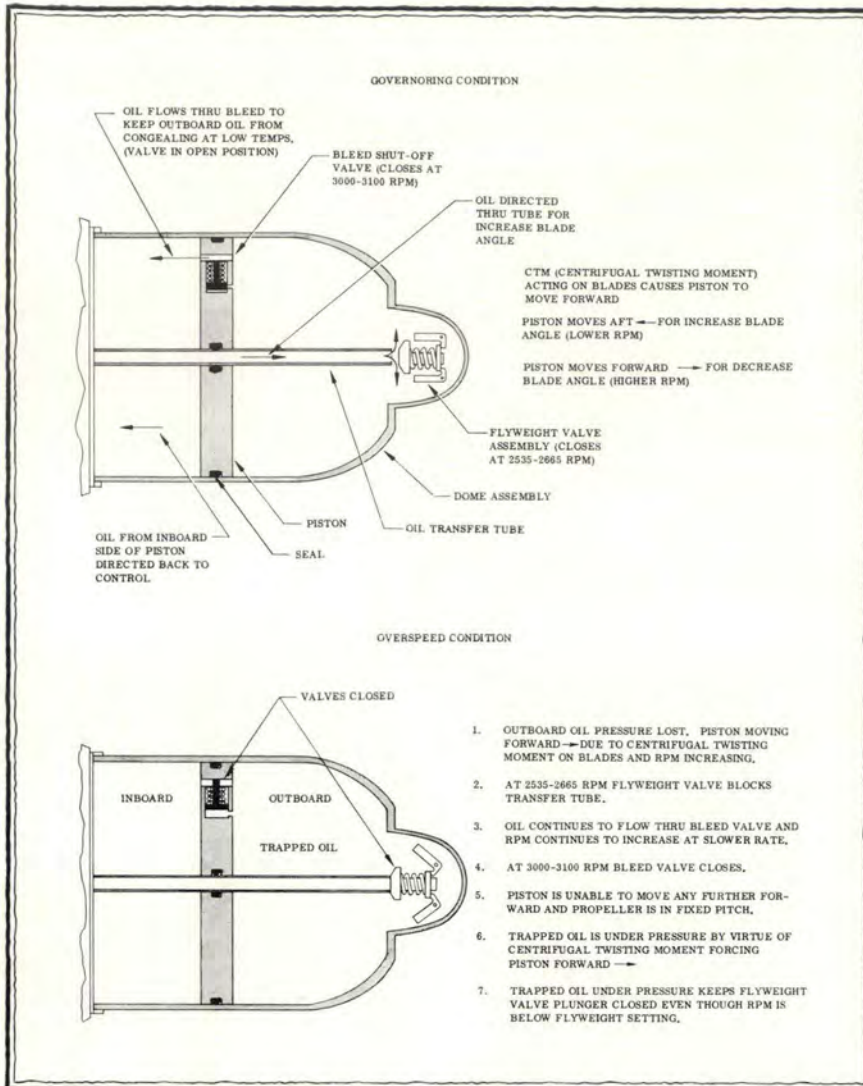 GOVERNORING CONDITION
OIL FLOWS THRU BLEED TO
KEEP OUTBOARD OIL FROM
CONGEALING AT LOW TEMPS.
(VALVE IN OPEN POSITION)
BLEED SHUT-OFF
VALVE (CLOSES AT
3000-3100 RPM)
OIL DIRECTED
THRU TUBE FOR
INCREASE BLADE
ANGLE
CTM (CENTRIFUGAL TWISTING MOMENT)
ACTING ON BLADES CAUSES PISTON TO
MOVE FORWARD
PISTON MOVES AFT ← FOR INCREASE BLADE
ANGLE (LOWER RPM)
PISTON MOVES FORWARD → FOR DECREASE
BLADE ANGLE (HIGHER RPM)
FLYWEIGHT VALVE
ASSEMBLY (CLOSES
AT 2535-2665 RPM)
DOME ASSEMBLY
PISTON
OIL TRANSFER TUBE
SEAL
OIL FROM INBOARD
SIDE OF PISTON
DIRECTED BACK TO
CONTROL
OVERSPEED CONDITION
VALVES CLOSED
INBOARD
OUTBOARD
TRAPPED OIL
1. OUTBOARD OIL PRESSURE LOST. PISTON MOVING
FORWARD → DUE TO CENTRIFUGAL TWISTING
MOMENT ON BLADES AND RPM INCREASING.
2. AT 2535-2665 RPM FLYWEIGHT VALVE BLOCKS
TRANSFER TUBE.
3. OIL CONTINUES TO FLOW THRU BLEED VALVE AND
RPM CONTINUES TO INCREASE AT SLOWER RATE.
4. AT 3000-3100 RPM BLEED VALVE CLOSES.
5. PISTON IS UNABLE TO MOVE ANY FURTHER FOR-
WARD AND PROPELLER IS IN FIXED PITCH.
6. TRAPPED OIL IS UNDER PRESSURE BY VIRTUE OF
CENTRIFUGAL TWISTING MOMENT FORCING
PISTON FORWARD →
7. TRAPPED OIL UNDER PRESSURE KEEPS FLYWEIGHT
VALVE PLUNGER CLOSED EVEN THOUGH RPM IS
BELOW FLYWEIGHT SETTING.